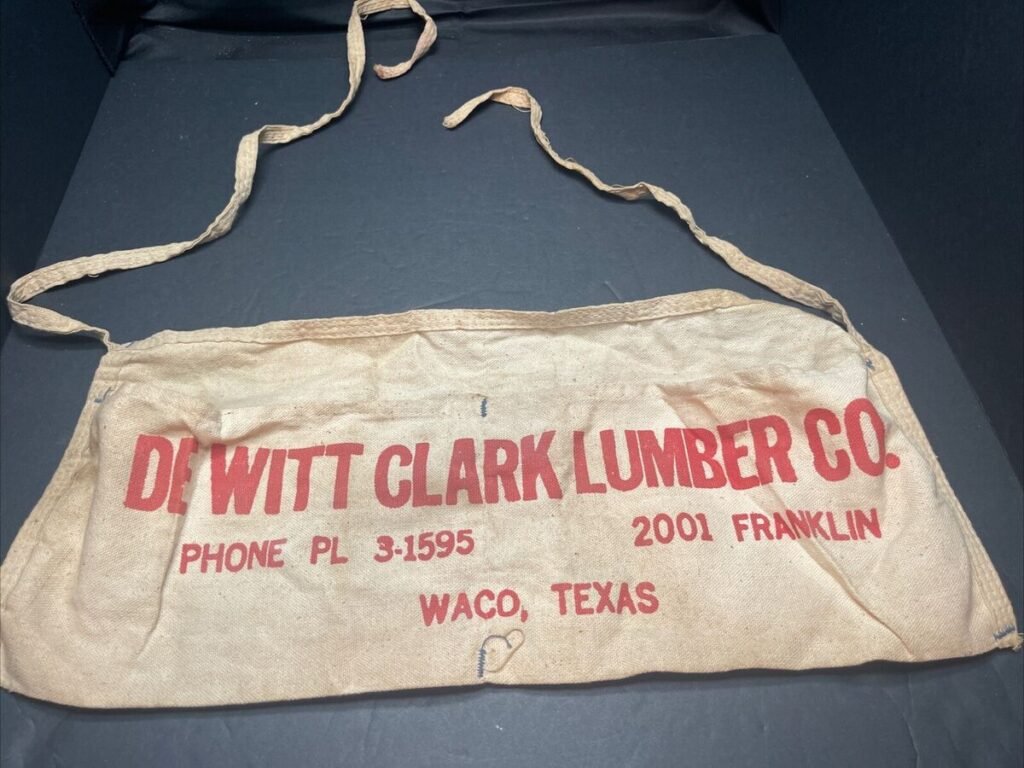 DE WITT CLARK LUMBER CO.
PHONE PL 3-1595 2001 FRANKLIN
WACO, TEXAS